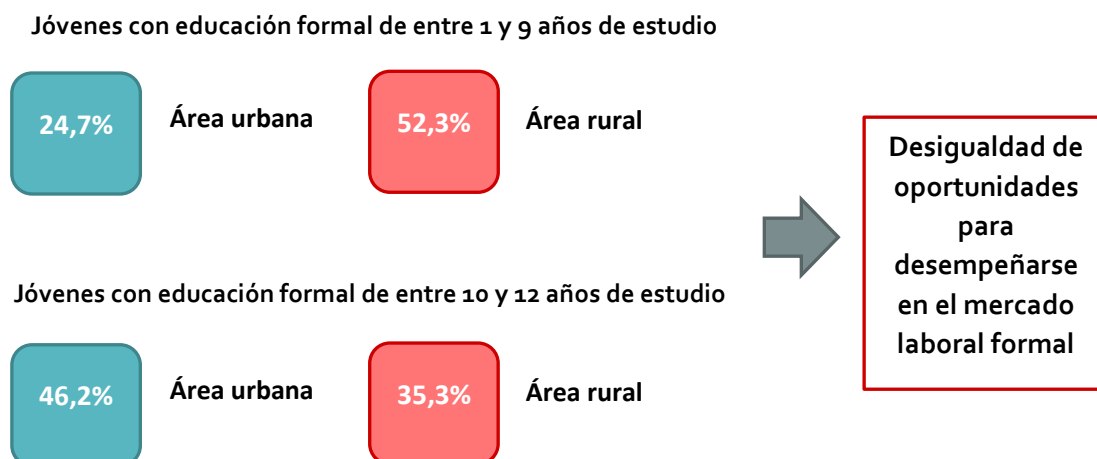 Jóvenes con educación formal de entre 1 y 9 años de estudio
24,7%
Área urbana
52,3%
Área rural
Jóvenes con educación formal de entre 10 y 12 años de estudio
46,2%
Área urbana
35,3%
Área rural
Desigualdad de
oportunidades
para
desempeñarse
en el mercado
laboral formal